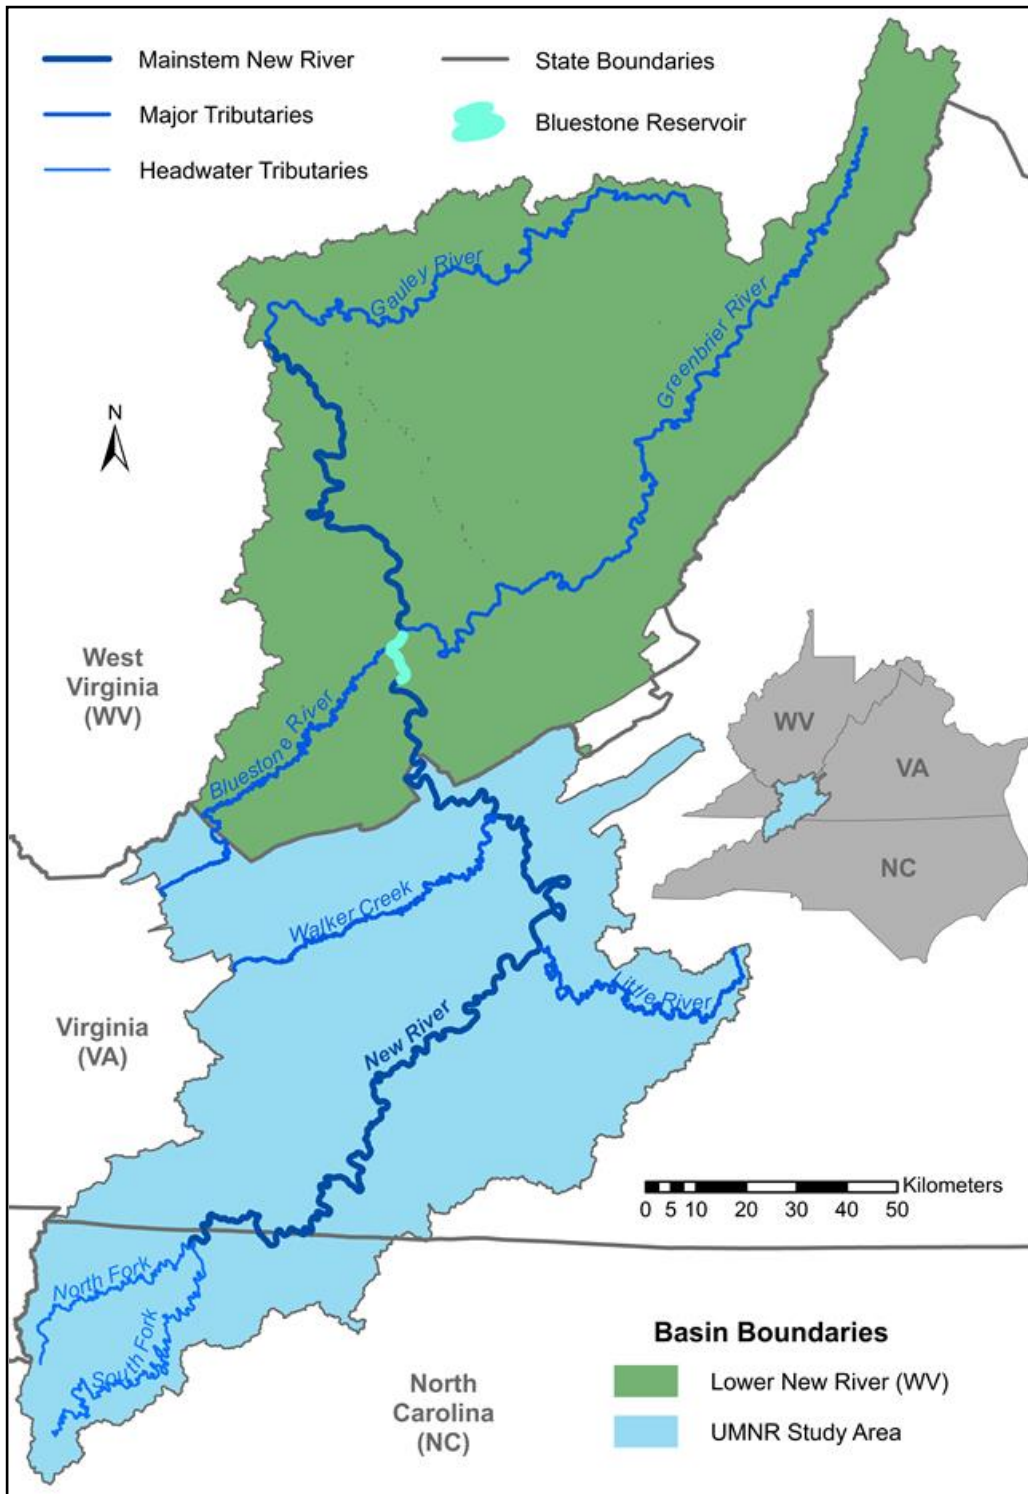 Mainstem New River
State Boundaries
Major Tributaries
Bluestone Reservoir
Headwater Tributaries
Gauley River
Greenbrier River
N
West
Virginia
(WV)
Bluestone River
WV
VA
NC
Walker Creek
Little River
New River
Virginia
(VA)
Kilometers
0 5 10 20 30 40 50
North Fork
South Fork
North
Carolina
(NC)
Basin Boundaries
Lower New River (WV)
UMNR Study Area